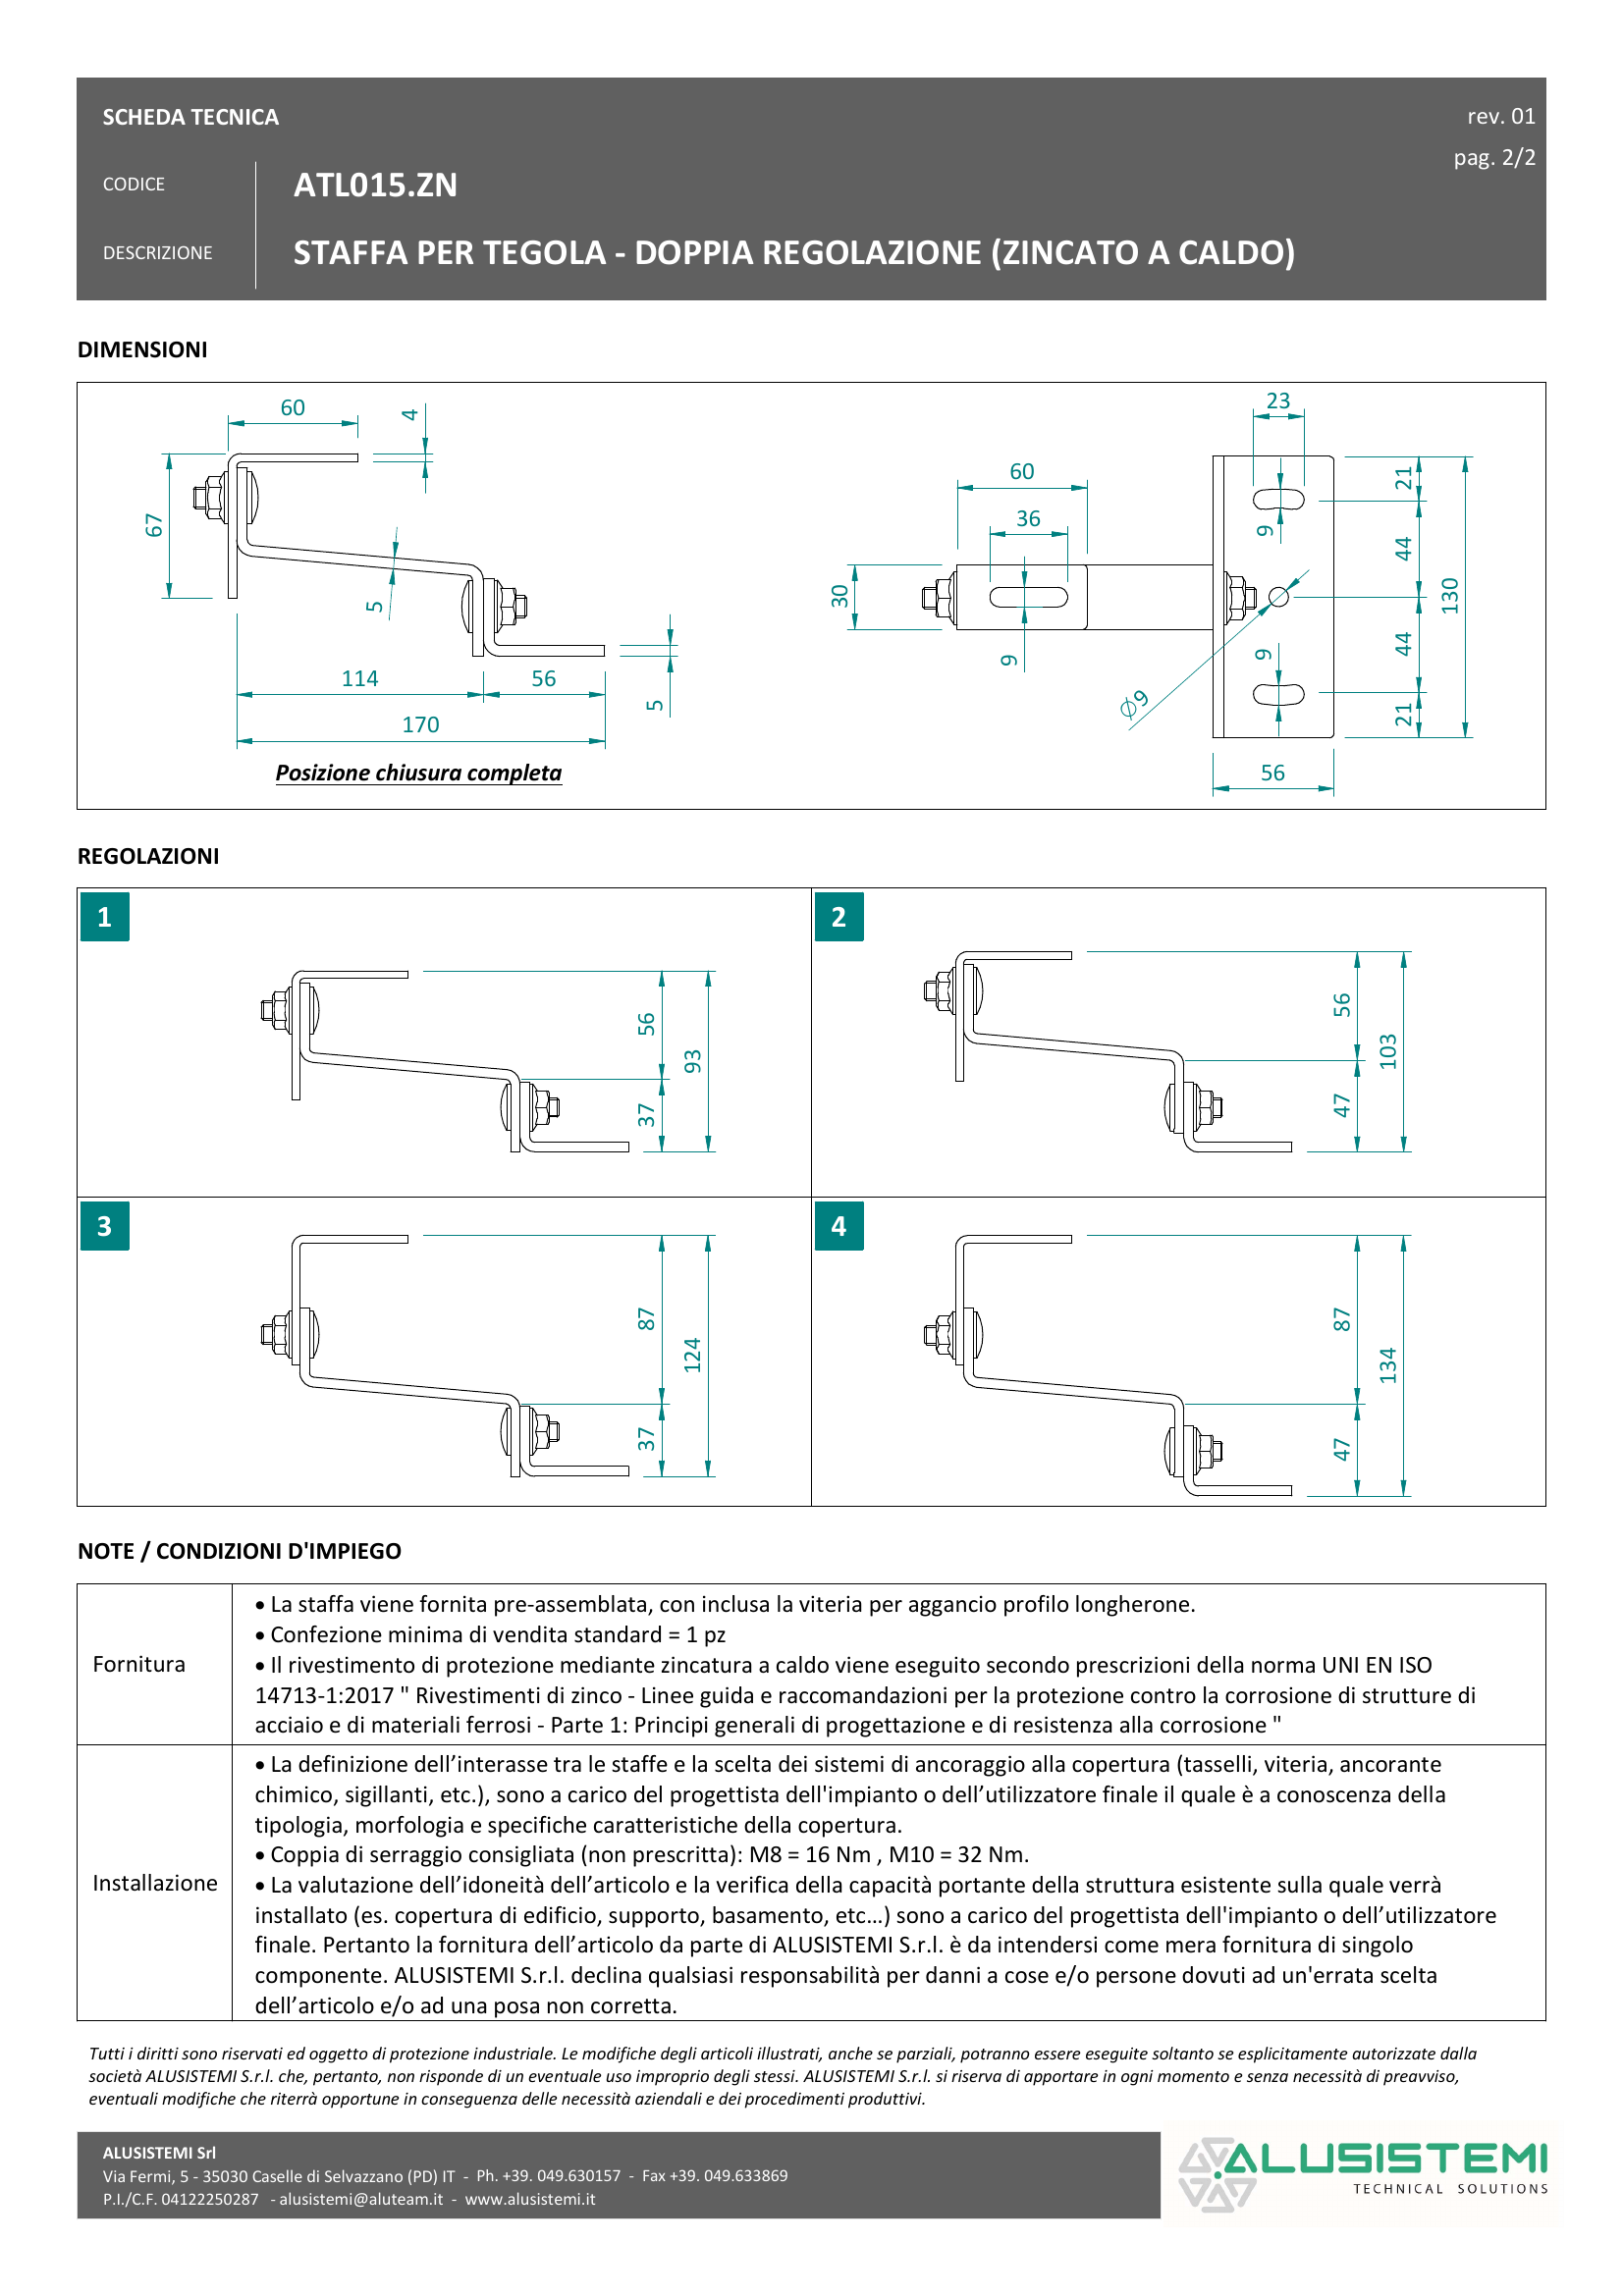 SCHEDA TECNICA
rev. 01
pag. 2/2
CODICE
ATL015.ZN
DESCRIZIONE
STAFFA PER TEGOLA - DOPPIA REGOLAZIONE (ZINCATO A CALDO)
DIMENSIONI
60
4
67
5
114
56
170
5
Posizione chiusura completa
23
60
36
30
9
9
9
Ø9
21
44
44
21
130
56
REGOLAZIONI
1
56
93
37
2
56
103
47
3
87
124
37
4
87
134
47
NOTE / CONDIZIONI D'IMPIEGO
Fornitura
• La staffa viene fornita pre-assemblata, con inclusa la viteria per aggancio profilo longherone.
• Confezione minima di vendita standard = 1 pz
• Il rivestimento di protezione mediante zincatura a caldo viene eseguito secondo prescrizioni della norma UNI EN ISO
14713-1:2017 " Rivestimenti di zinco - Linee guida e raccomandazioni per la protezione contro la corrosione di strutture di
acciaio e di materiali ferrosi - Parte 1: Principi generali di progettazione e di resistenza alla corrosione "
Installazione
• La definizione dell’interasse tra le staffe e la scelta dei sistemi di ancoraggio alla copertura (tasselli, viteria, ancorante
chimico, sigillanti, etc.), sono a carico del progettista dell'impianto o dell’utilizzatore finale il quale è a conoscenza della
tipologia, morfologia e specifiche caratteristiche della copertura.
• Coppia di serraggio consigliata (non prescritta): M8 = 16 Nm , M10 = 32 Nm.
• La valutazione dell’idoneità dell’articolo e la verifica della capacità portante della struttura esistente sulla quale verrà
installato (es. copertura di edificio, supporto, basamento, etc…) sono a carico del progettista dell'impianto o dell’utilizzatore
finale. Pertanto la fornitura dell’articolo da parte di ALUSISTEMI S.r.l. è da intendersi come mera fornitura di singolo
componente. ALUSISTEMI S.r.l. declina qualsiasi responsabilità per danni a cose e/o persone dovuti ad un'errata scelta
dell’articolo e/o ad una posa non corretta.
Tutti i diritti sono riservati ed oggetto di protezione industriale. Le modifiche degli articoli illustrati, anche se parziali, potranno essere eseguite soltanto se esplicitamente autorizzate dalla
società ALUSISTEMI S.r.l. che, pertanto, non risponde di un eventuale uso improprio degli stessi. ALUSISTEMI S.r.l. si riserva di apportare in ogni momento e senza necessità di preavviso,
eventuali modifiche che riterrà opportune in conseguenza delle necessità aziendali e dei procedimenti produttivi.
ALUSISTEMI Srl
Via Fermi, 5 - 35030 Caselle di Selvazzano (PD) IT - Ph. +39. 049.630157 - Fax +39. 049.633869
P.I./C.F. 04122250287 - alusistemi@aluteam.it - www.alusistemi.it
ALUSISTEMI
TECHNICAL SOLUTIONS